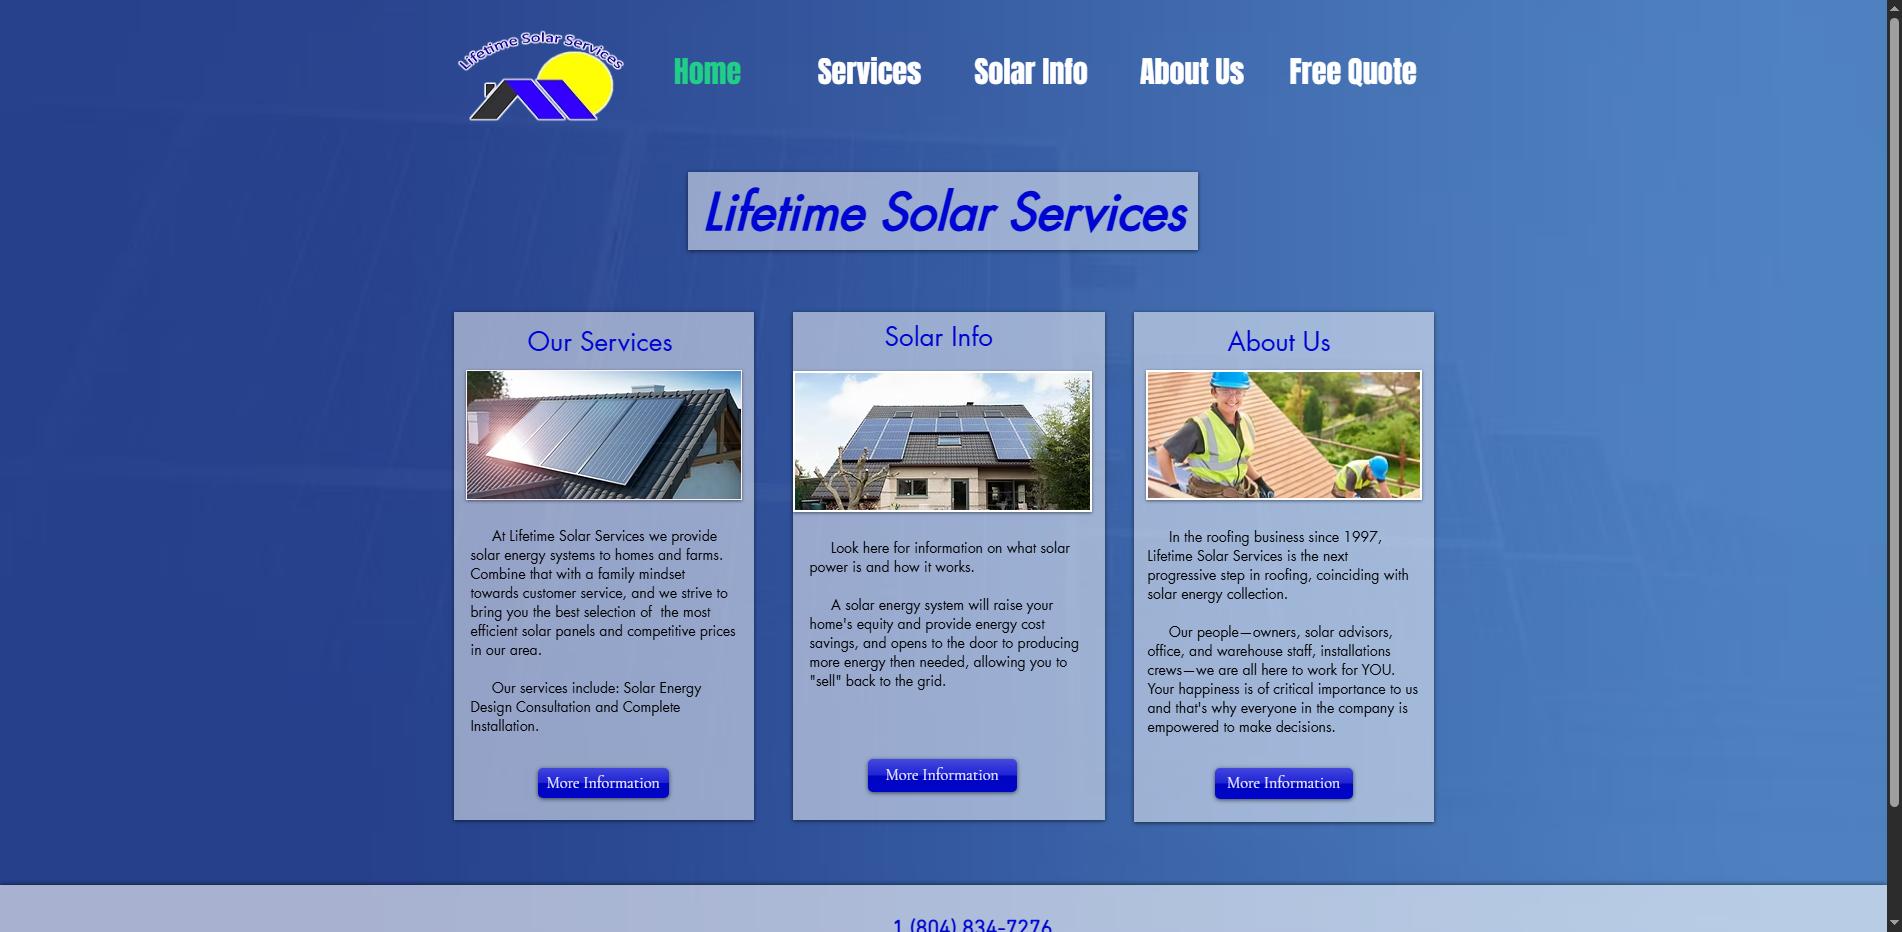 Lifetime Solar Services
Home
Services
Solar Info
About Us
Free Quote
Lifetime Solar Services
Our Services
At Lifetime Solar Services we provide
solar energy systems to homes and farms.
Combine that with a family mindset
towards customer service, and we strive to
bring you the best selection of  the most
efficient solar panels and competitive prices
in our area.
Our services include: Solar Energy
Design Consultation and Complete
Installation.
More Information
Solar Info
Look here for information on what solar
power is and how it works.
A solar energy system will raise your
home's equity and provide energy cost
savings, and opens to the door to producing
more energy then needed, allowing you to
"sell" back to the grid.
More Information
About Us
In the roofing business since 1997,
Lifetime Solar Services is the next
progressive step in roofing, coinciding with
solar energy collection.
Our people—owners, solar advisors,
office, and warehouse staff, installations
crews—we are all here to work for YOU.
Your happiness is of critical importance to us
and that's why everyone in the company is
empowered to make decisions.
More Information
1 (804) 834-7276